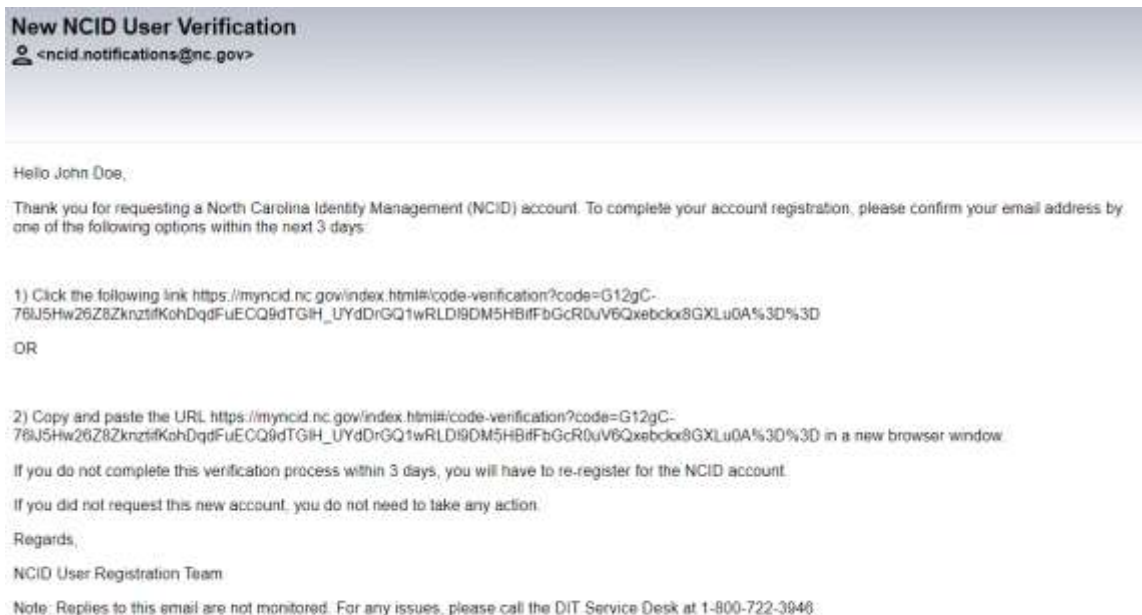 New NCID User Verification
<ncid.notifications@nc.gov>
Hello John Doe,
Thank you for requesting a North Carolina Identity Management (NCID) account. To complete your account registration, please confirm your email address by
one of the following options within the next 3 days:
1) Click the following link https://myncid.nc.gov/index.html#/code-verification?code=G12gC-
OR
2) Copy and paste the URL https://myncid.nc.gov/index.html#/code-verification?code=G12gC-
in a new browser window.
If you do not complete this verification process within 3 days, you will have to re-register for the NCID account.
If you did not request this new account, you do not need to take any action.
Regards,
NCID User Registration Team
Note: Replies to this email are not monitored. For any issues, please call the DIT Service Desk at 1-800-722-3946